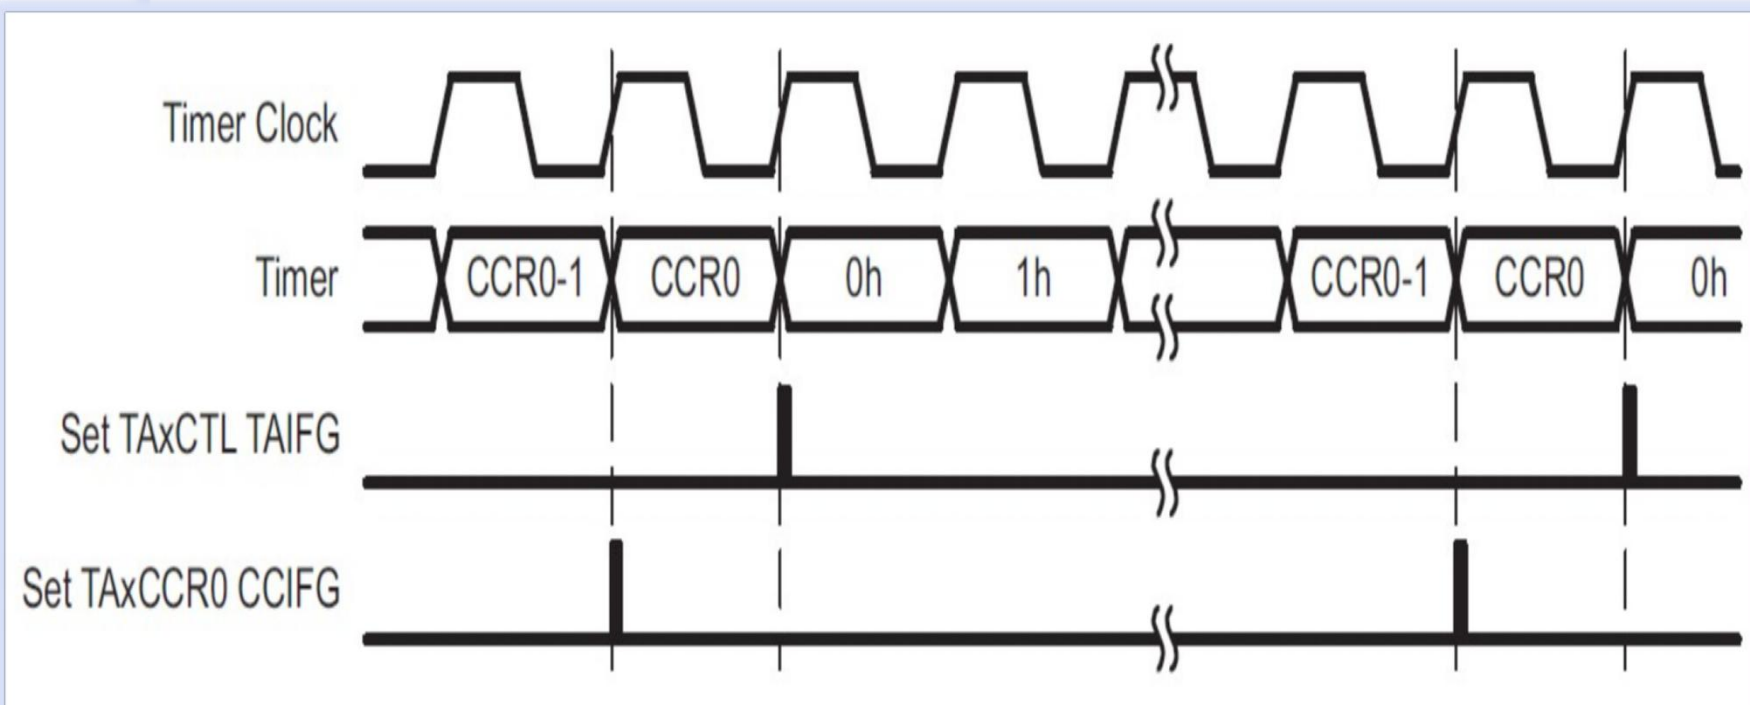 Timer Clock
Timer CCR0-1 CCR0 0h 1h CCR0-1 CCR0 0h
Set TAxCTL TAIFG
Set TAxCCR0 CCIFG